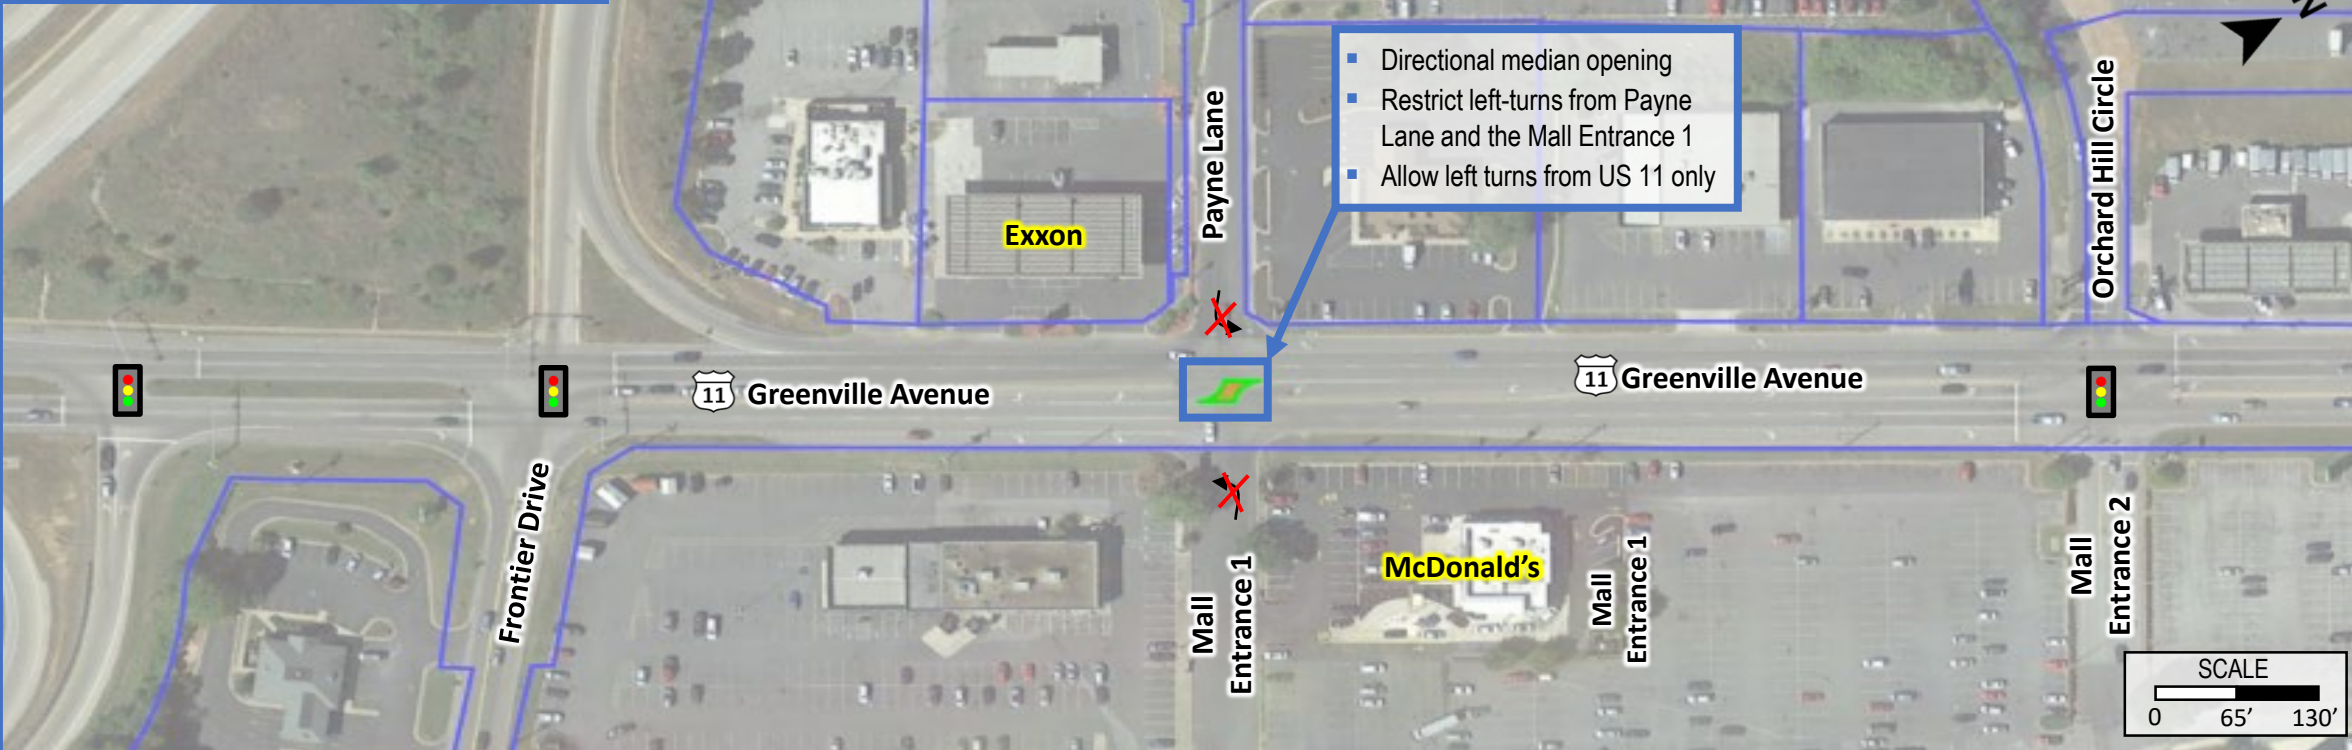 N
Directional median opening
Restrict left-turns from Payne
Lane and the Mall Entrance 1
Allow left turns from US 11 only
Payne Lane
Orchard Hill Circle
Exxon
11 Greenville Avenue
11 Greenville Avenue
Frontier Drive
Mall
Entrance 1
McDonald's
Mall
Entrance 1
Mall
Entrance 2
SCALE
0 65' 130'